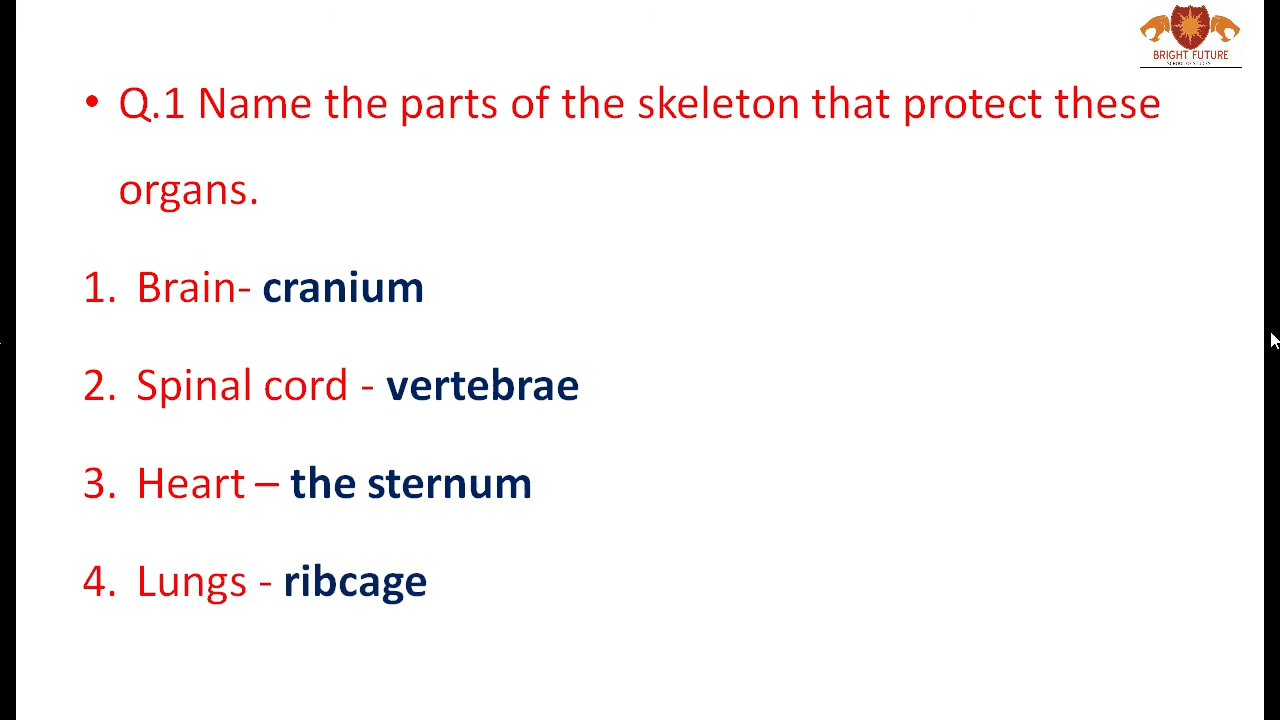 BRIGHT FUTURE
• Q.1 Name the parts of the skeleton that protect these
organs.
1. Brain- cranium
2. Spinal cord - vertebrae
3. Heart – the sternum
4. Lungs - ribcage